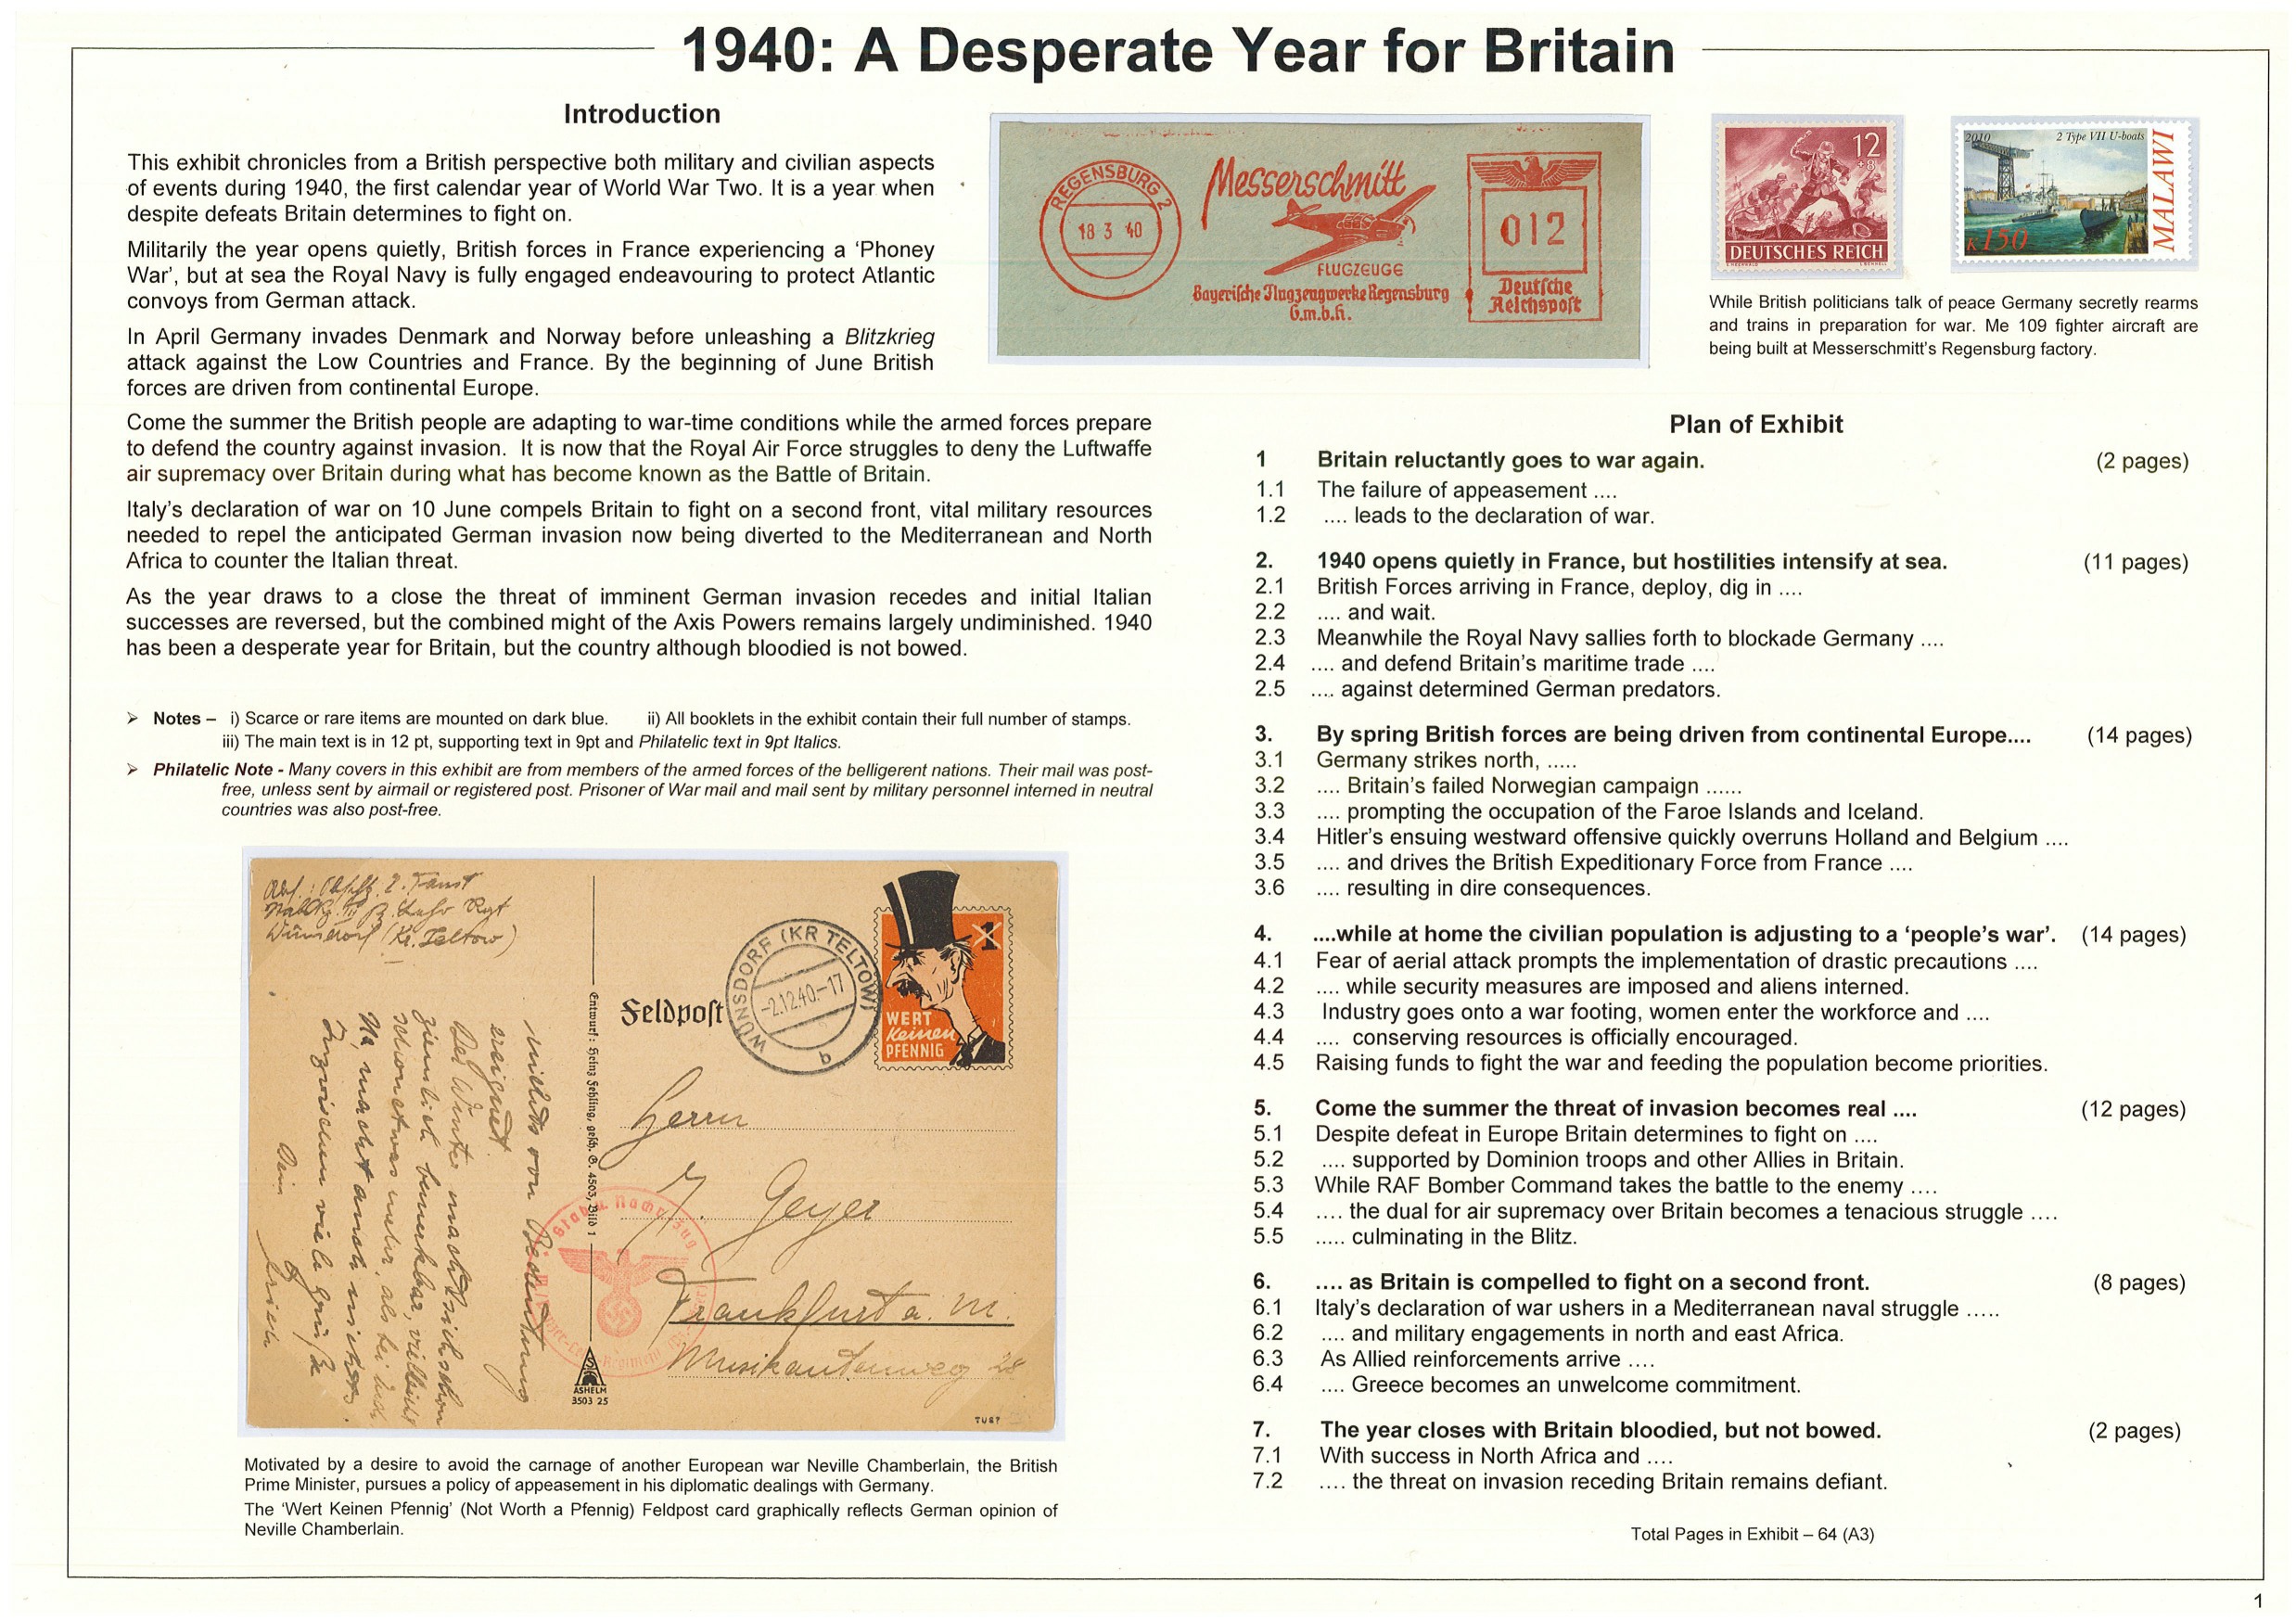 1940: A Desperate Year for Britain
Introduction
This exhibit chronicles from a British perspective both military and civilian aspects
of events during 1940, the first calendar year of World War Two. It is a year when
despite defeats Britain determines to fight on.
Militarily the year opens quietly, British forces in France experiencing a ‘Phoney
War’, but at sea the Royal Navy is fully engaged endeavouring to protect Atlantic
convoys from German attack.
In April Germany invades Denmark and Norway before unleashing a Blitzkrieg
attack against the Low Countries and France. By the beginning of June British
forces are driven from continental Europe.
Come the summer the British people are adapting to war-time conditions while the armed forces prepare
to defend the country against invasion. It is now that the Royal Air Force struggles to deny the Luftwaffe
air supremacy over Britain during what has become known as the Battle of Britain.
Italy’s declaration of war on 10 June compels Britain to fight on a second front, vital military resources
needed to repel the anticipated German invasion now being diverted to the Mediterranean and North
Africa to counter the Italian threat.
As the year draws to a close the threat of imminent German invasion recedes and initial Italian
successes are reversed, but the combined might of the Axis Powers remains largely undiminished. 1940
has been a desperate year for Britain, but the country although bloodied is not bowed.
➢ Notes – i) Scarce or rare items are mounted on dark blue. ii) All booklets in the exhibit contain their full number of stamps.
iii) The main text is in 12 pt, supporting text in 9pt and Philatelic text in 9pt Italics.
➢ Philatelic Note - Many covers in this exhibit are from members of the armed forces of the belligerent nations. Their mail was post-
free, unless sent by airmail or registered post. Prisoner of War mail and mail sent by military personnel interned in neutral
countries was also post-free.
REGENSBURG 2
18 3 40
Messerschmitt
FLUGZEUGE
Bayerische Flugzeugwerke Regensburg
G.m.b.H.
012
Deutsche
Reichspost
12
+8
DEUTSCHES REICH
2010
2 Type VII U-boats
K150
MALAWI
While British politicians talk of peace Germany secretly rearms
and trains in preparation for war. Me 109 fighter aircraft are
being built at Messerschmitt’s Regensburg factory.
Wünsdorf (Kr. Teltow)
Feldpost
WÜNSDORF (KR TELTOW)
-2.12.40.-17
b
1
WERT
Keinen
PFENNIG
Entwurf: Heinz Fehling, gesch. G. 4503, Bild 1
Herrn
Geyer
Frankfurt a. M.
Musikantenweg 28
ASHELM
3503 25
TU87
Motivated by a desire to avoid the carnage of another European war Neville Chamberlain, the British
Prime Minister, pursues a policy of appeasement in his diplomatic dealings with Germany.
The ‘Wert Keinen Pfennig’ (Not Worth a Pfennig) Feldpost card graphically reflects German opinion of
Neville Chamberlain.
Plan of Exhibit
1 Britain reluctantly goes to war again. (2 pages)
1.1 The failure of appeasement ....
1.2 .... leads to the declaration of war.
2. 1940 opens quietly in France, but hostilities intensify at sea. (11 pages)
2.1 British Forces arriving in France, deploy, dig in ....
2.2 .... and wait.
2.3 Meanwhile the Royal Navy sallies forth to blockade Germany ....
2.4 .... and defend Britain’s maritime trade ....
2.5 .... against determined German predators.
3. By spring British forces are being driven from continental Europe.... (14 pages)
3.1 Germany strikes north, .....
3.2 .... Britain’s failed Norwegian campaign ......
3.3 .... prompting the occupation of the Faroe Islands and Iceland.
3.4 Hitler’s ensuing westward offensive quickly overruns Holland and Belgium ....
3.5 .... and drives the British Expeditionary Force from France ....
3.6 .... resulting in dire consequences.
4. ....while at home the civilian population is adjusting to a ‘people’s war’. (14 pages)
4.1 Fear of aerial attack prompts the implementation of drastic precautions ....
4.2 .... while security measures are imposed and aliens interned.
4.3 Industry goes onto a war footing, women enter the workforce and ....
4.4 .... conserving resources is officially encouraged.
4.5 Raising funds to fight the war and feeding the population become priorities.
5. Come the summer the threat of invasion becomes real .... (12 pages)
5.1 Despite defeat in Europe Britain determines to fight on ....
5.2 .... supported by Dominion troops and other Allies in Britain.
5.3 While RAF Bomber Command takes the battle to the enemy ....
5.4 .... the dual for air supremacy over Britain becomes a tenacious struggle ....
5.5 ..... culminating in the Blitz.
6. .... as Britain is compelled to fight on a second front. (8 pages)
6.1 Italy’s declaration of war ushers in a Mediterranean naval struggle .....
6.2 .... and military engagements in north and east Africa.
6.3 As Allied reinforcements arrive ....
6.4 .... Greece becomes an unwelcome commitment.
7. The year closes with Britain bloodied, but not bowed. (2 pages)
7.1 With success in North Africa and ....
7.2 .... the threat on invasion receding Britain remains defiant.
Total Pages in Exhibit – 64 (A3)
1